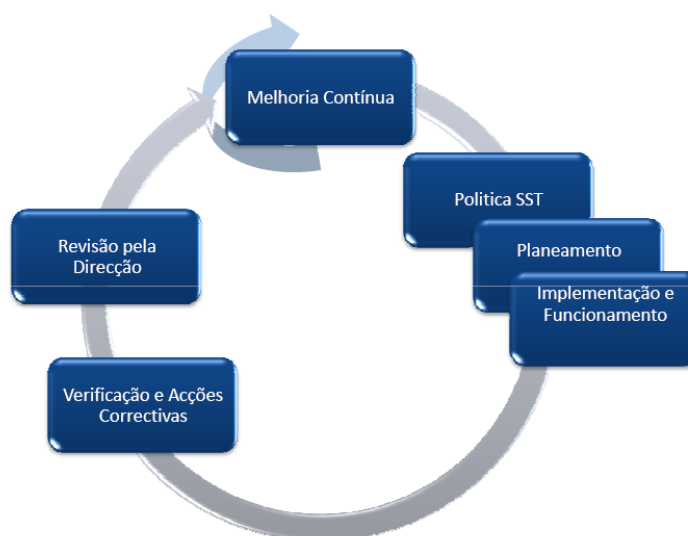 Melhoria Contínua
Politica SST
Planeamento
Implementação e
Funcionamento
Verificação e Acções
Correctivas
Revisão pela
Direcção